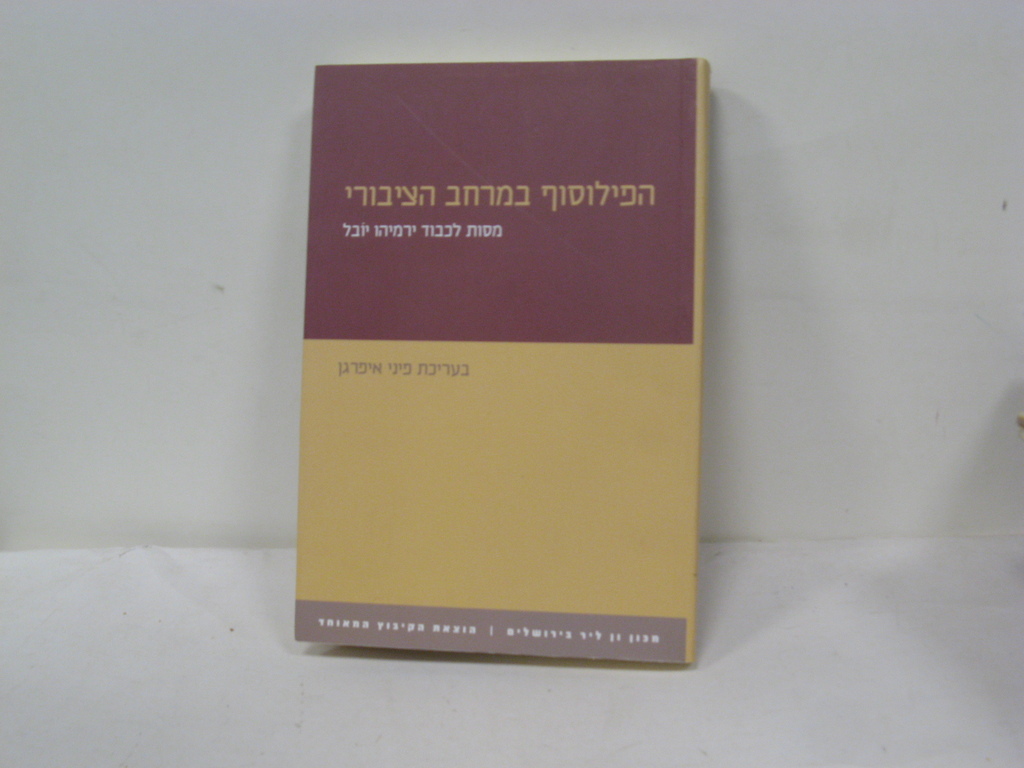 הפילוסוף במרחב הציבורי
מסות לכבוד ירמיהו יובל
בעריכת פיני איפרגן
מכון ון ליר בירושלים | הוצאת הקיבוץ המאוחד